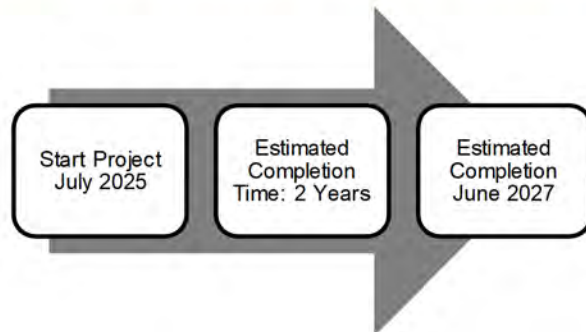 Start Project
July 2025
Estimated
Completion
Time: 2 Years
Estimated
Completion
June 2027